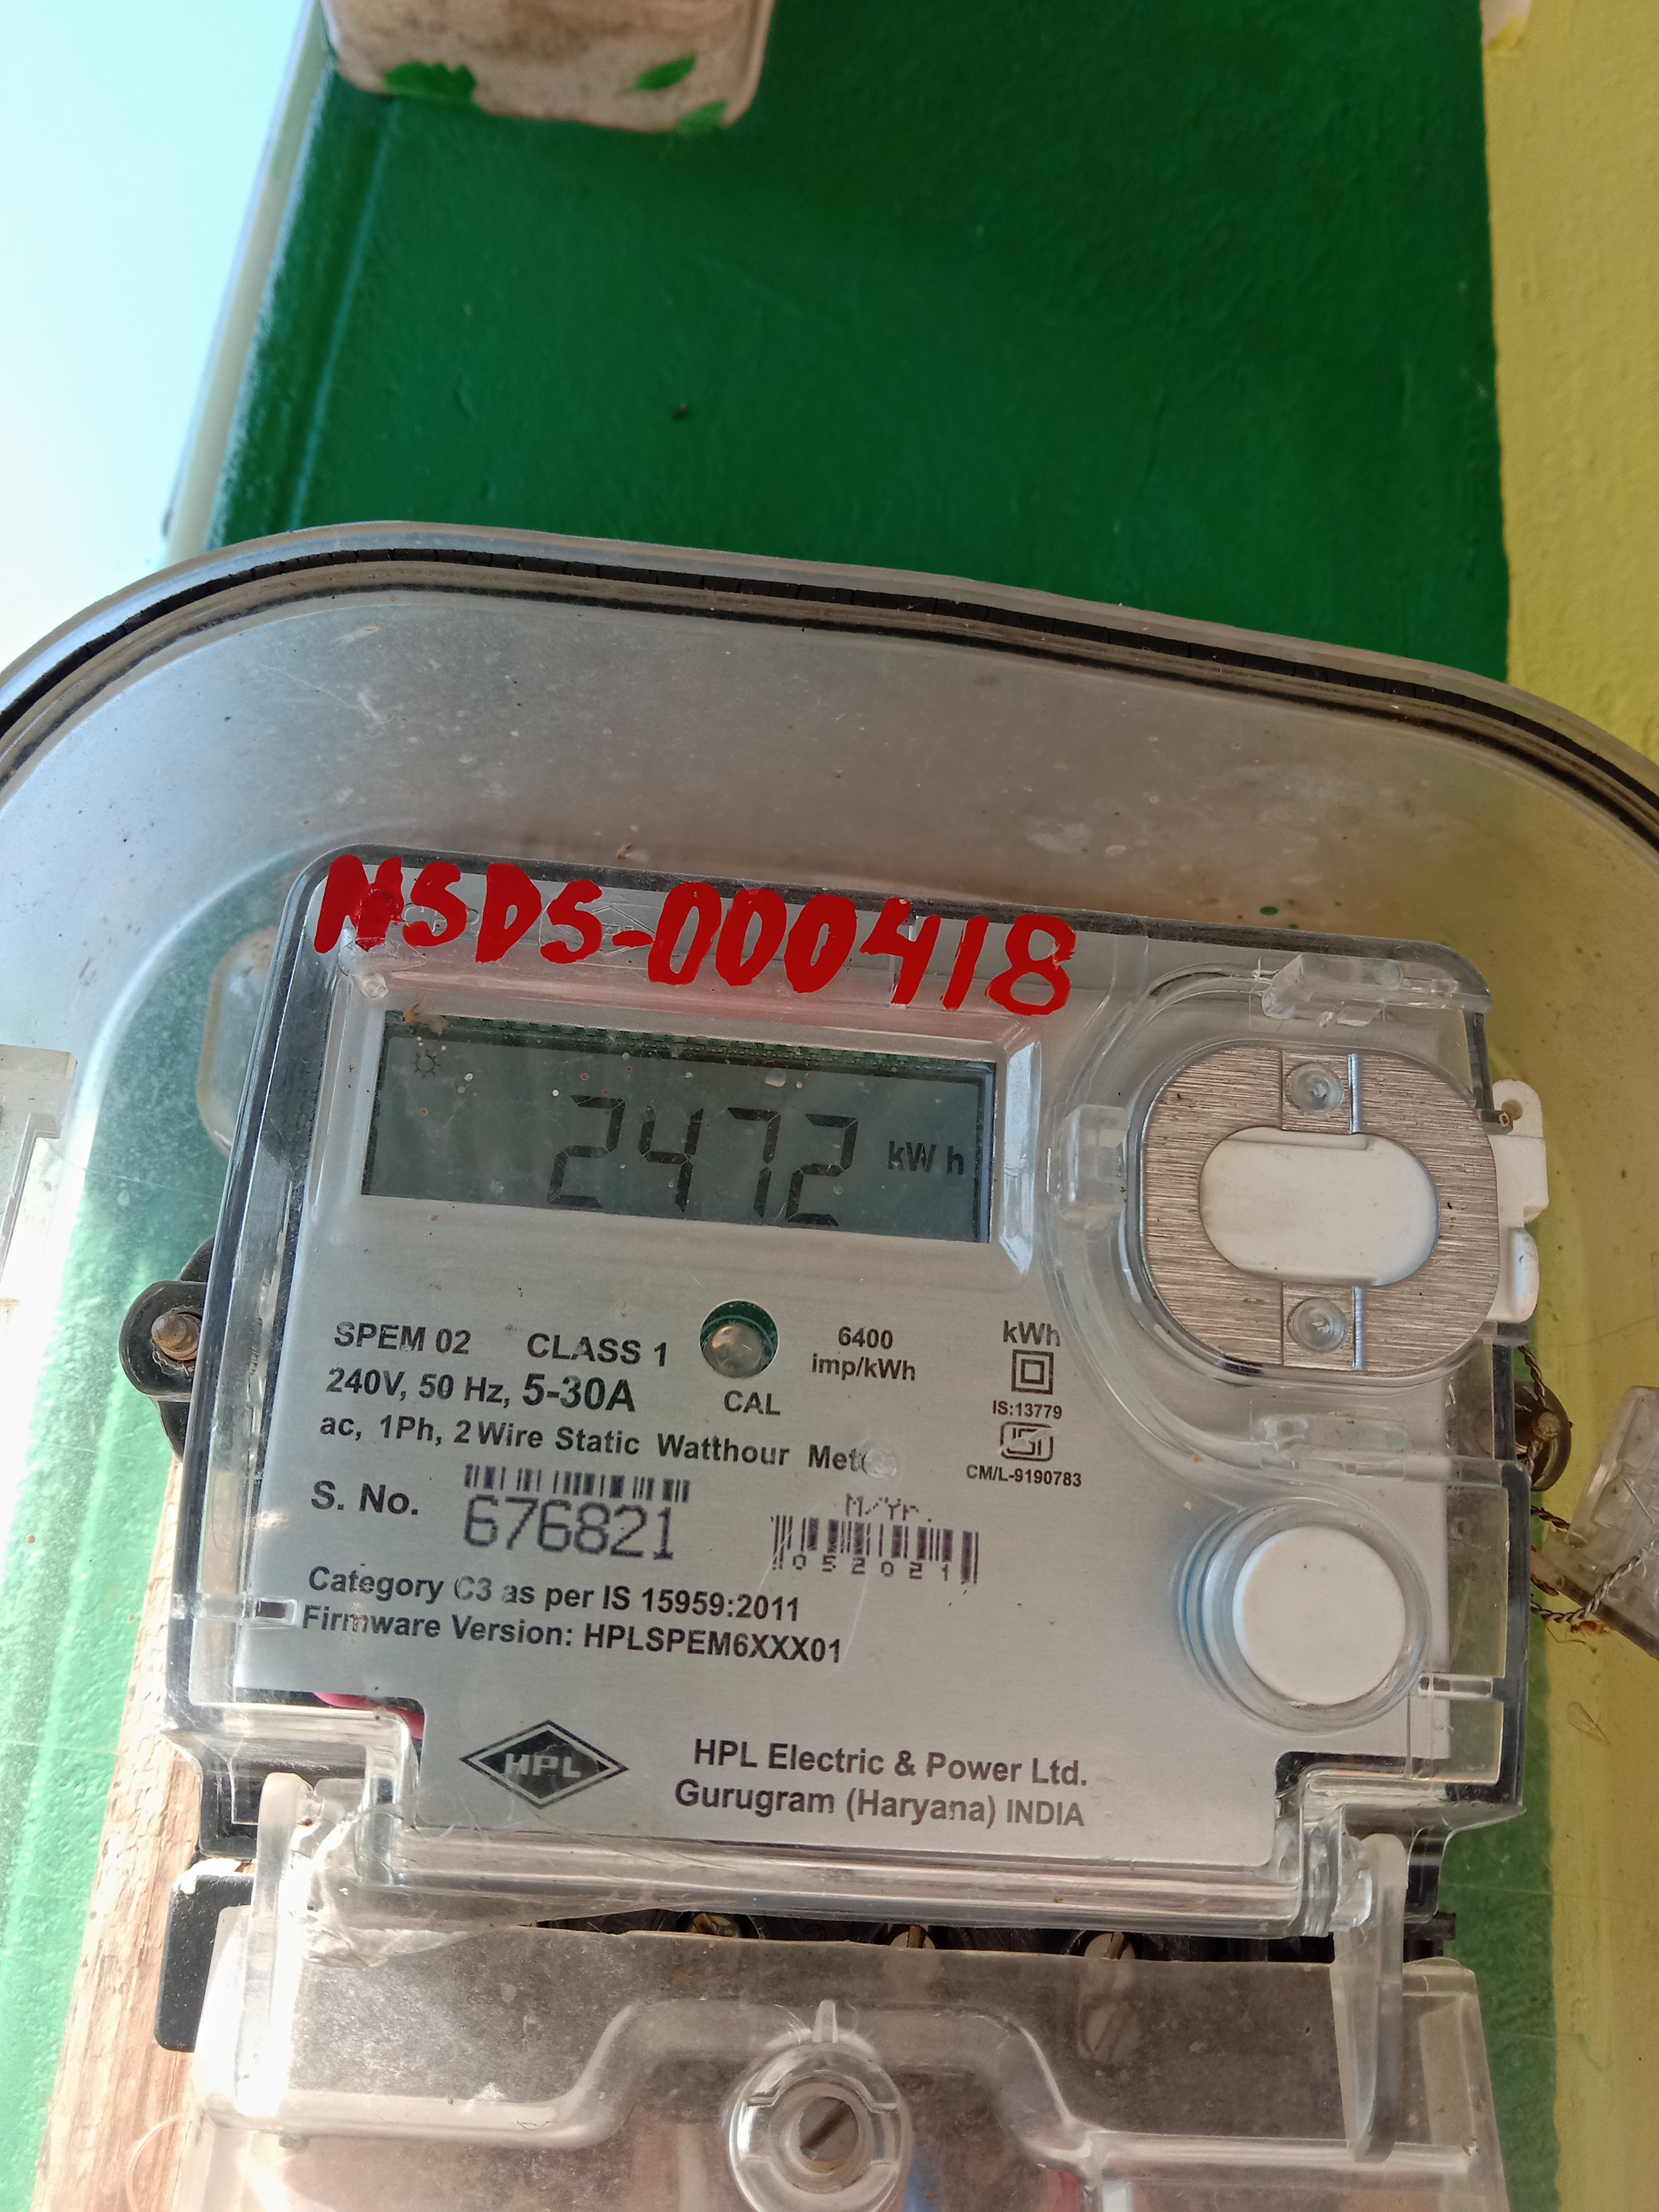 NSDS-000418
2472 kWh
SPEM 02 CLASS 1
240V, 50 Hz, 5-30A
CAL
6400
imp/kWh
kWh
IS:13779
ISI
CM/L-9190783
ac, 1Ph, 2 Wire Static Watthour
S. No. 676821
M/Yr.
052021
Category C3 as per IS 15959:2011
Firmware Version: HPLSPEM6XXX01
HPL
HPL Electric & Power Ltd.
Gurugram (Haryana) INDIA